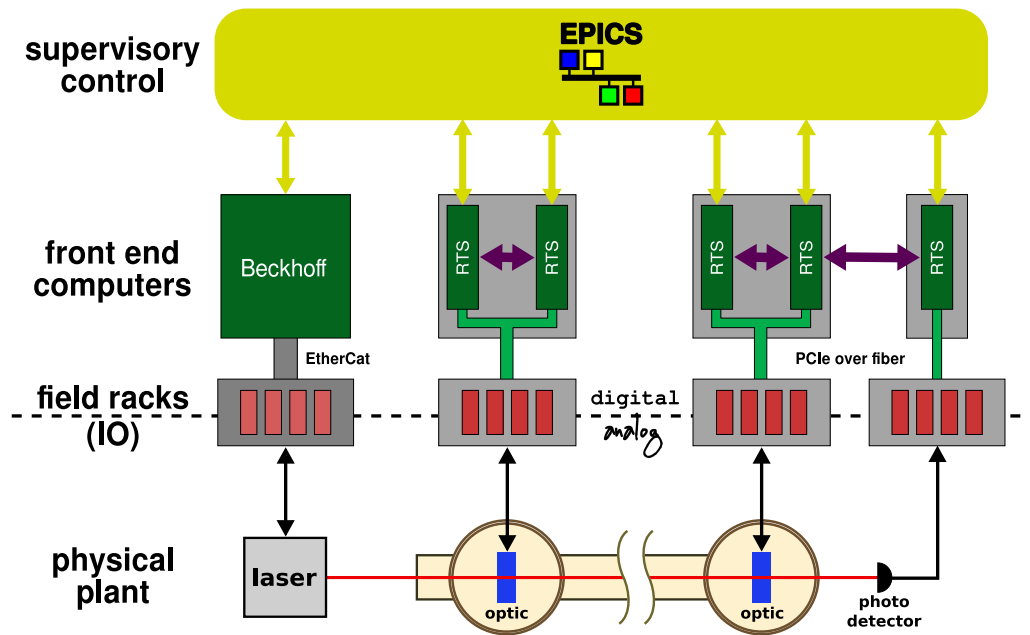 supervisory
control
EPICS
front end
computers
Beckhoff
RTS
RTS
RTS
RTS
RTS
EtherCat
PCIe over fiber
field racks
(IO)
digital
analog
physical
plant
laser
optic
optic
photo
detector